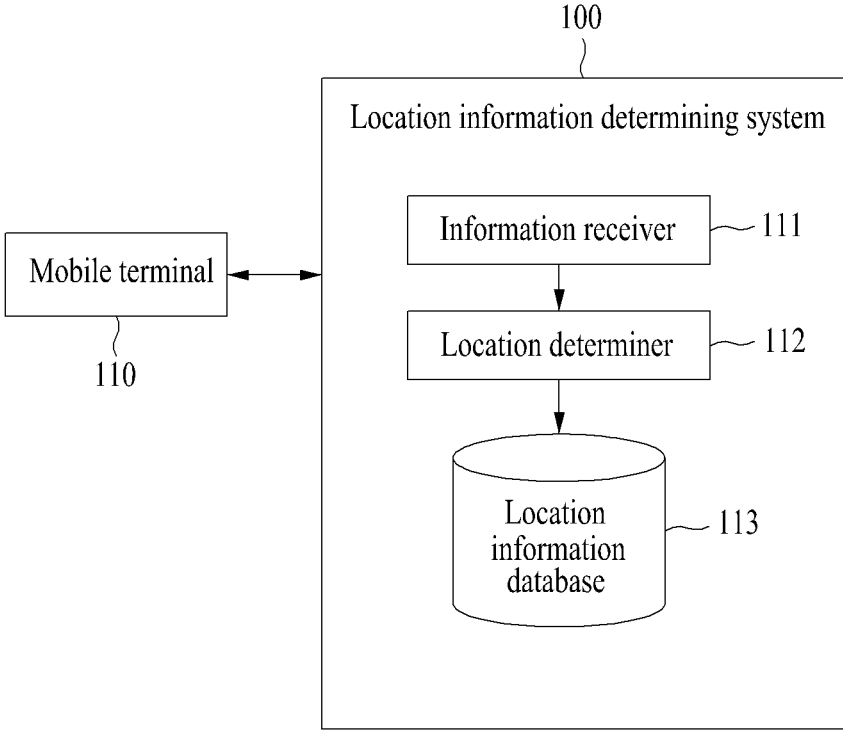 100
Location information determining system
Information receiver
111
Mobile terminal
110
Location determiner
112
Location
information
database
113